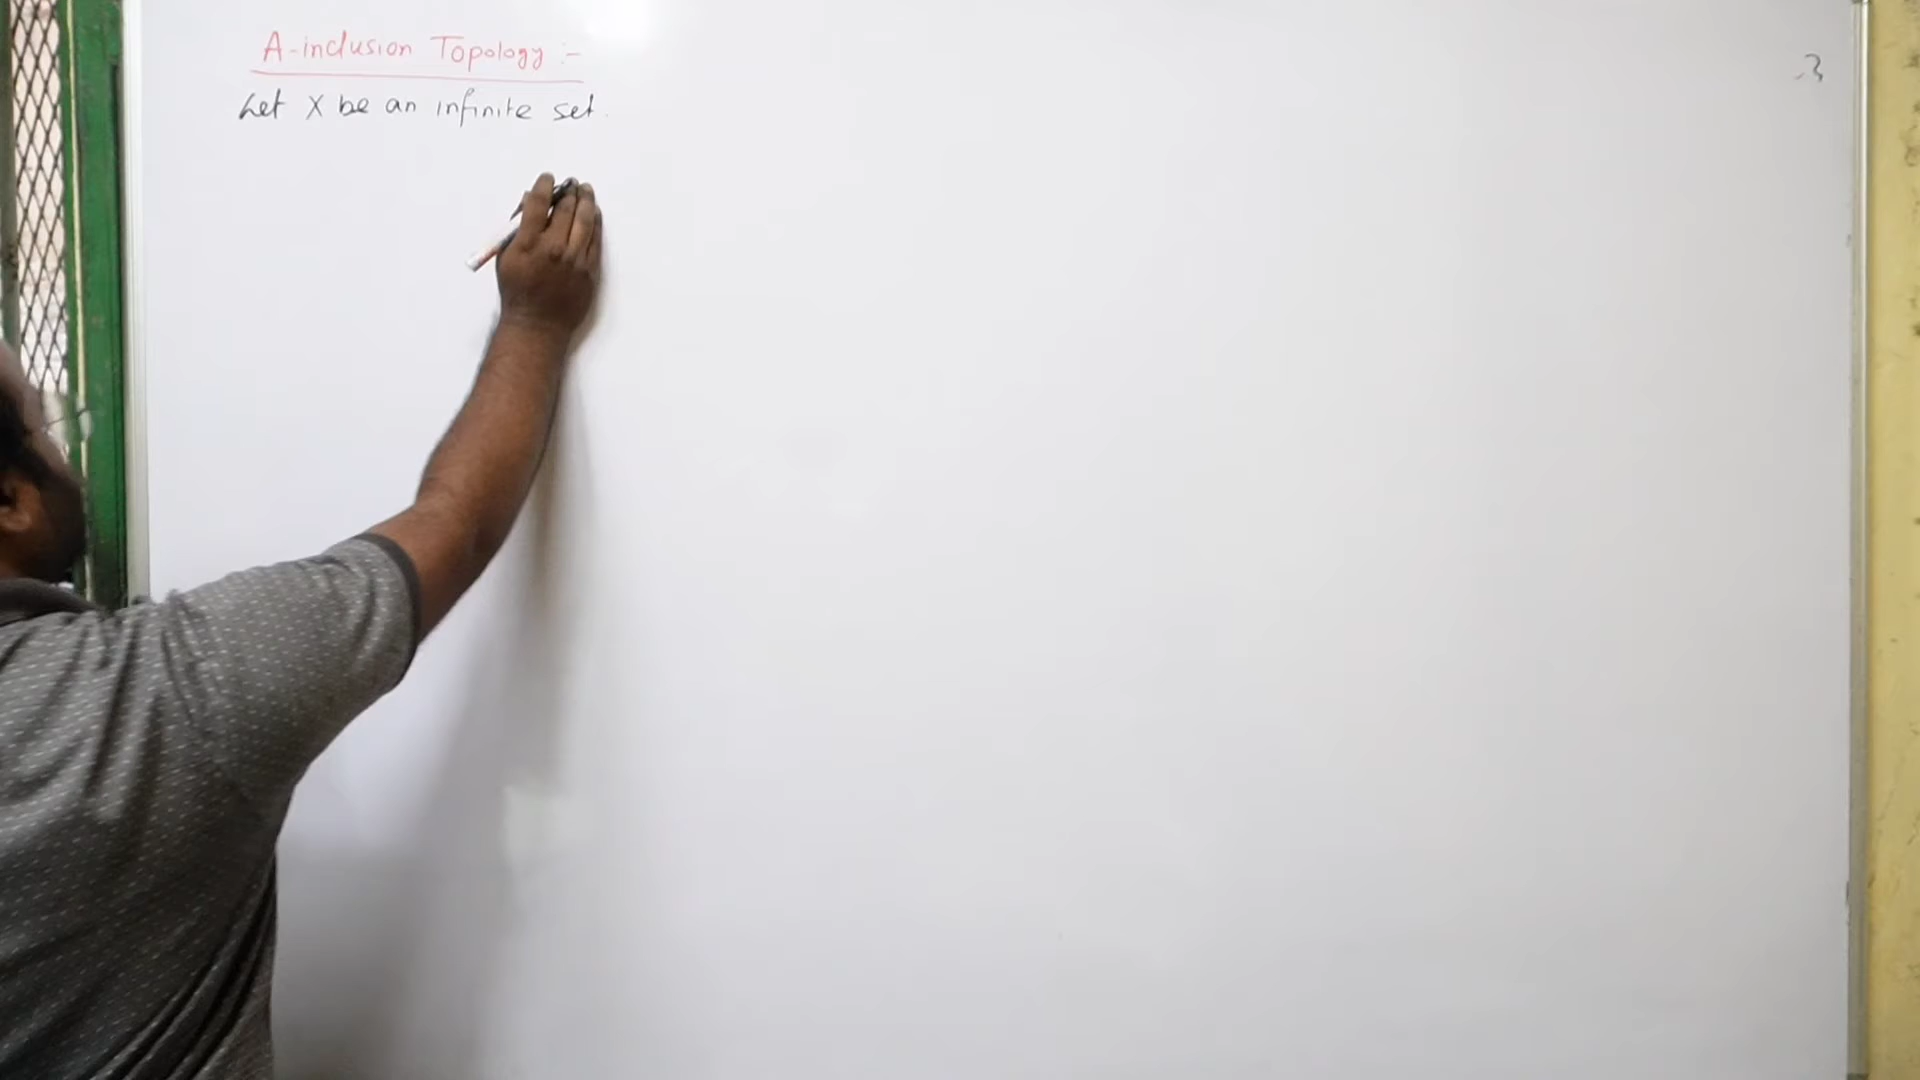 A-inclusion Topology :-
Let X be an infinite set.